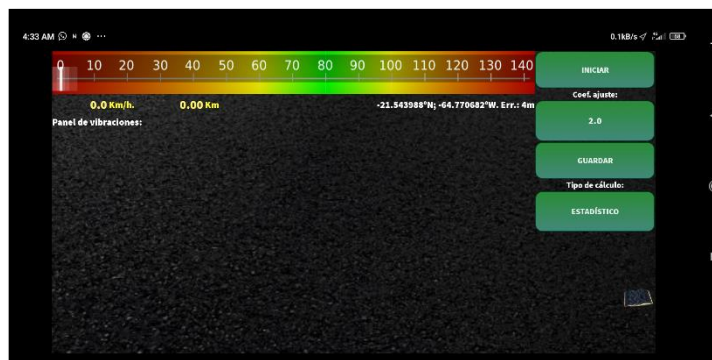 4:33 AM
0.1kB/s
0 10 20 30 40 50 60 70 80 90 100 110 120 130 140
INICIAR
Coef. ajuste:
0.0 Km/h. 0.00 Km -21.543988°N; -64.770682°W. Err.: 4m
2.0
Panel de vibraciones:
GUARDAR
Tipo de cálculo:
ESTADÍSTICO